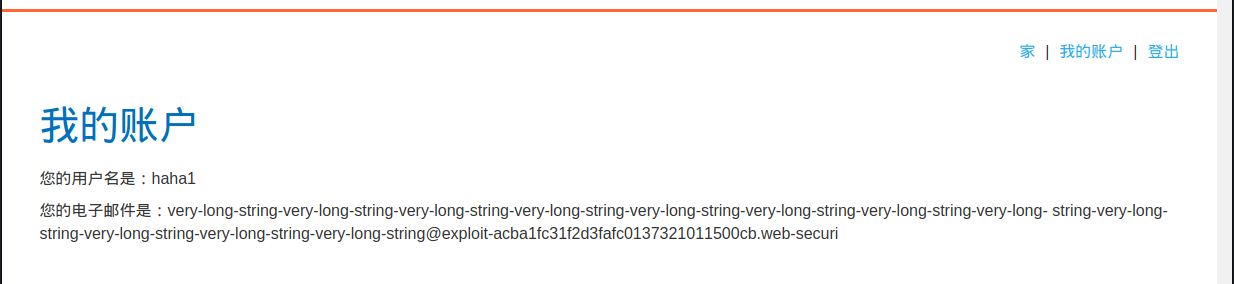 家 | 我的账户 | 登出
我的账户
您的用户名是：haha1
您的电子邮件是：very-long-string-very-long-string-very-long-string-very-long-string-very-long-string-very-long-string-very-long-string-very-long- string-very-long-
string-very-long-string-very-long-string-very-long-string@exploit-acba1fc31f2d3fafc0137321011500cb.web-securi